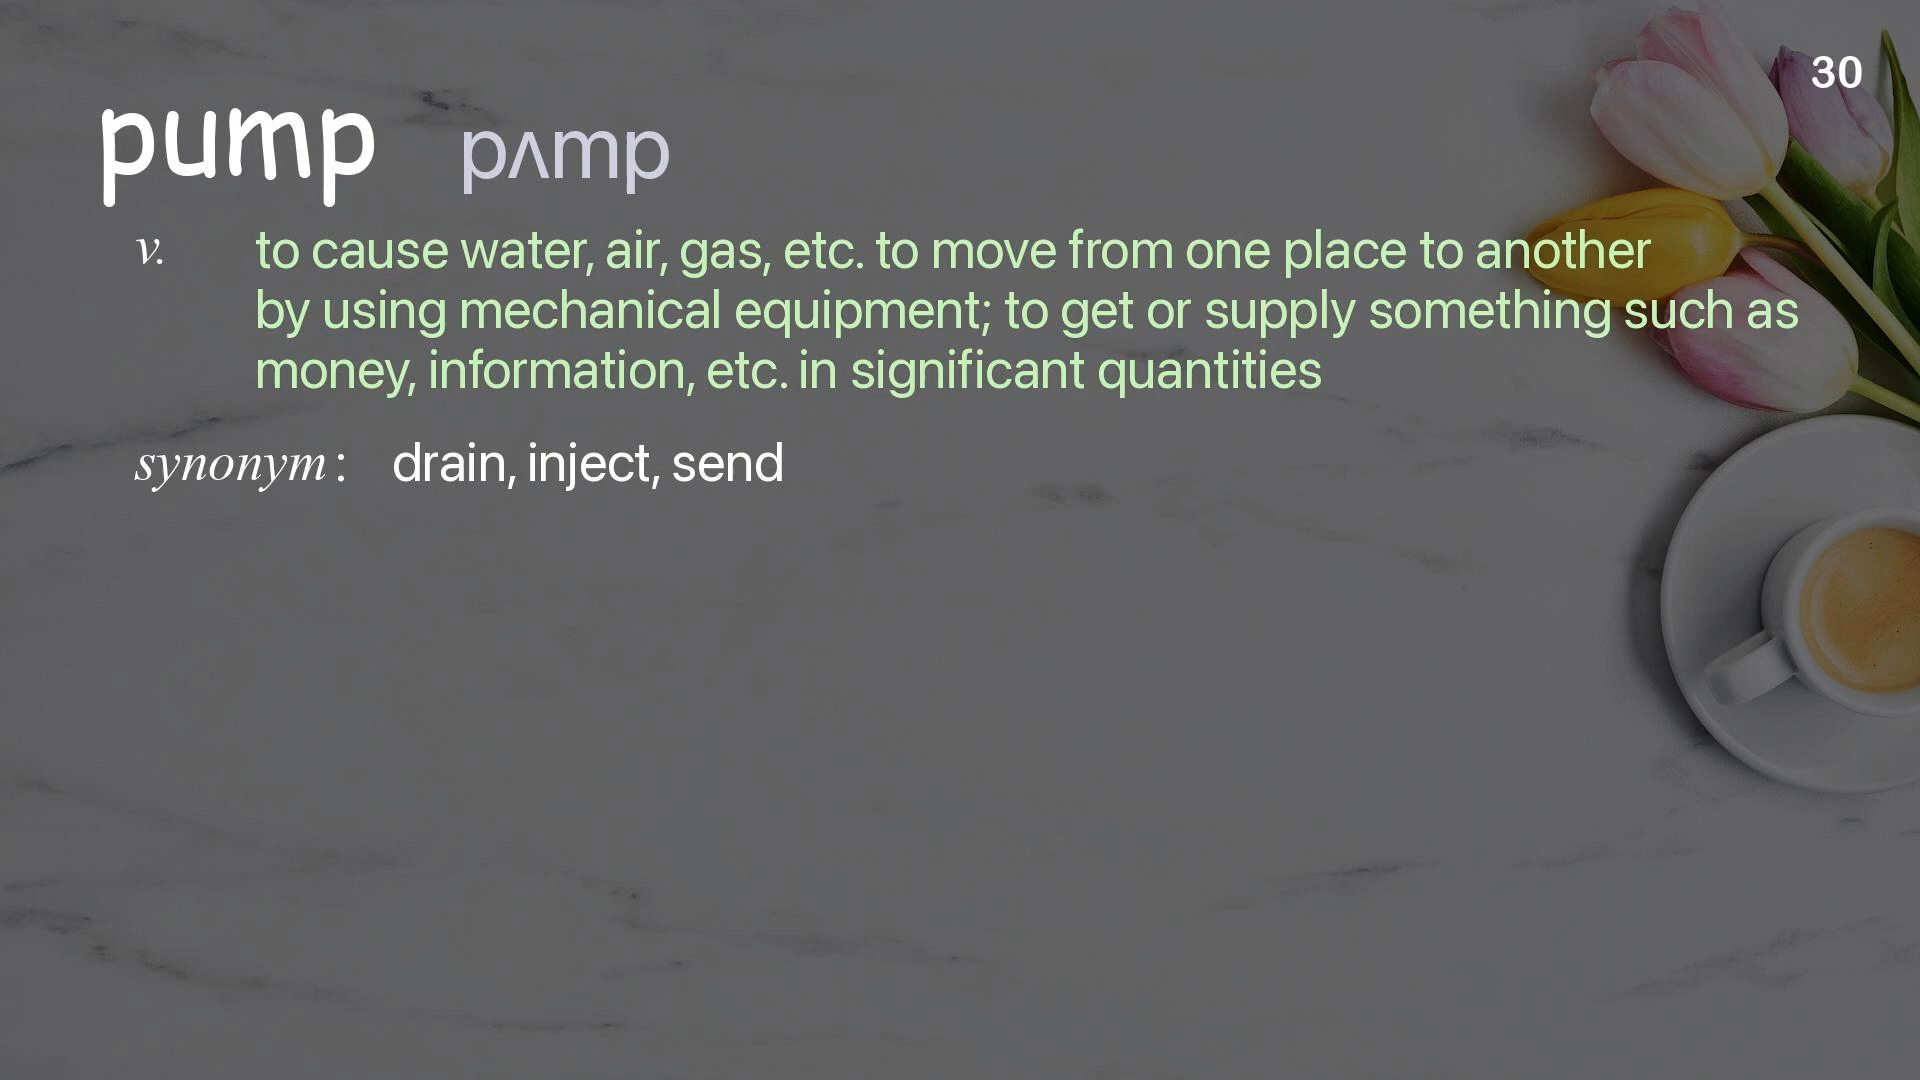 30
pump pʌmp
v. to cause water, air, gas, etc. to move from one place to another
by using mechanical equipment; to get or supply something such as
money, information, etc. in significant quantities
synonym : drain, inject, send